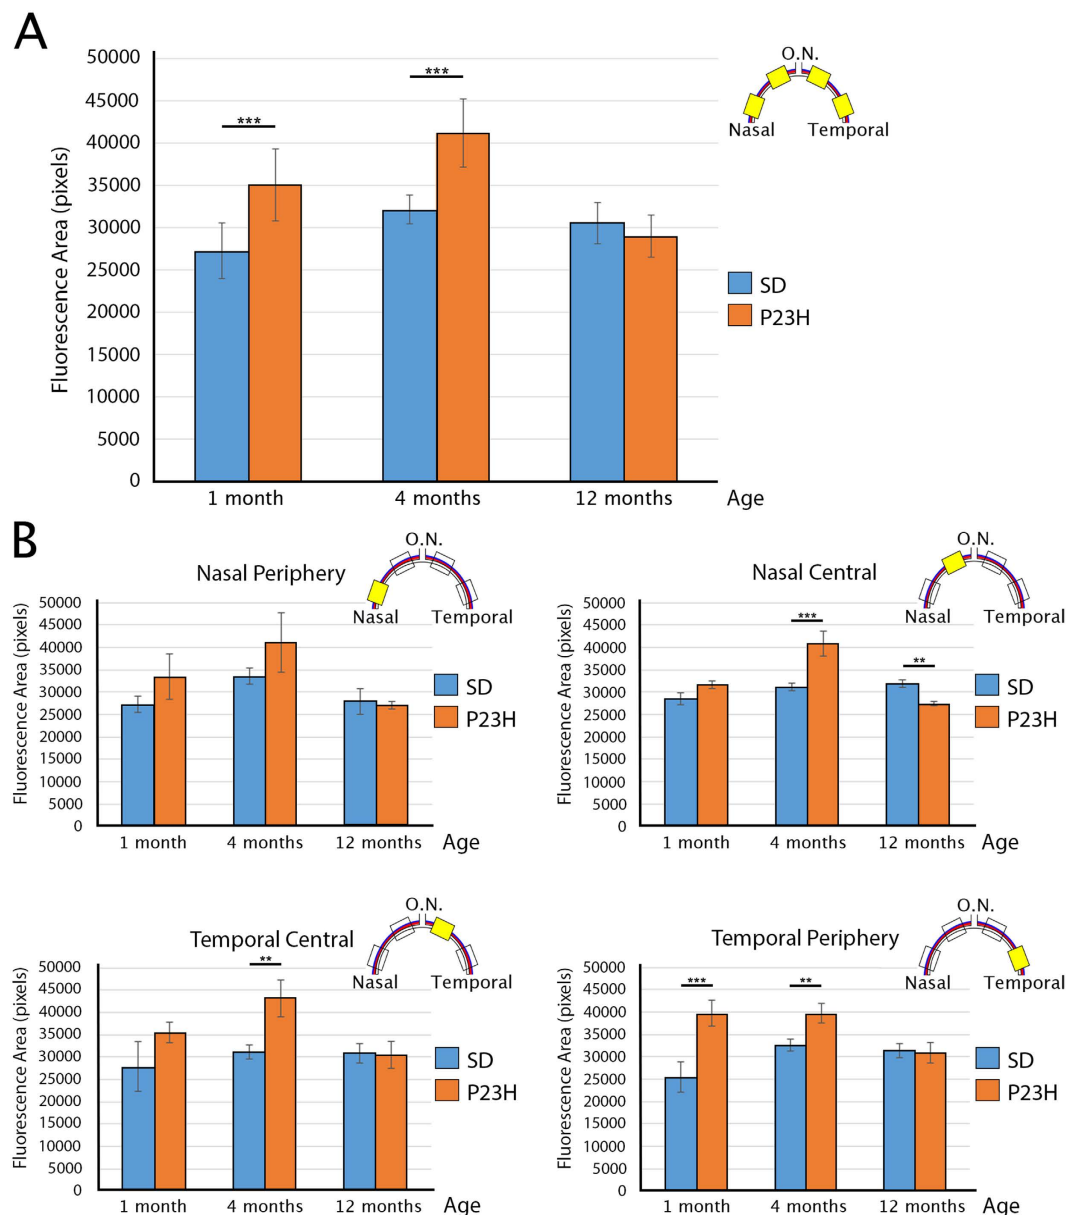 A
O.N.
Nasal Temporal
***
***
Fluorescence Area (pixels)
50000
45000
40000
35000
30000
25000
20000
15000
10000
5000
0
SD
P23H
1 month 4 months 12 months Age
B
Nasal Periphery
O.N.
Nasal Temporal
Fluorescence Area (pixels)
50000
45000
40000
35000
30000
25000
20000
15000
10000
5000
0
SD
P23H
1 month 4 months 12 months Age
Nasal Central
O.N.
Nasal Temporal
***
**
Fluorescence Area (pixels)
50000
45000
40000
35000
30000
25000
20000
15000
10000
5000
0
SD
P23H
1 month 4 months 12 months Age
Temporal Central
O.N.
Nasal Temporal
**
Fluorescence Area (pixels)
50000
45000
40000
35000
30000
25000
20000
15000
10000
5000
0
SD
P23H
1 month 4 months 12 months Age
Temporal Periphery
O.N.
Nasal Temporal
*** **
Fluorescence Area (pixels)
50000
45000
40000
35000
30000
25000
20000
15000
10000
5000
0
SD
P23H
1 month 4 months 12 months Age